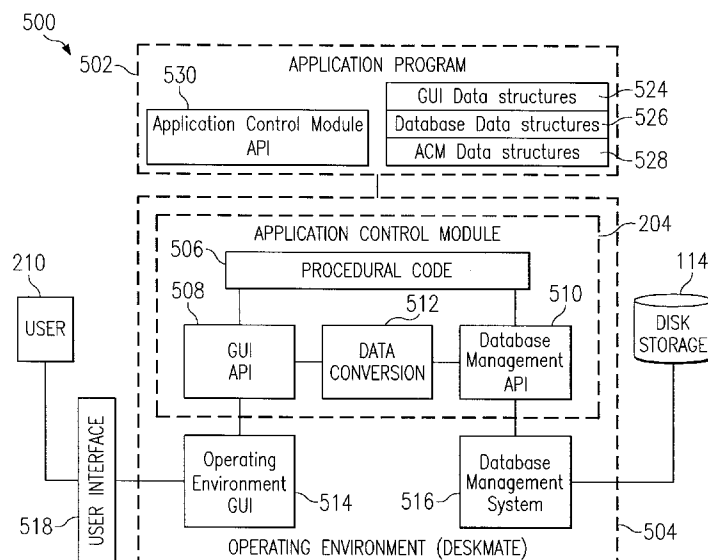 500
502
APPLICATION PROGRAM
530
Application Control Module
API
GUI Data structures
524
Database Data structures
526
ACM Data structures
528
APPLICATION CONTROL MODULE
204
506
PROCEDURAL CODE
210
USER
508
GUI
API
512
DATA
CONVERSION
510
Database
Management
API
114
DISK
STORAGE
518
USER INTERFACE
Operating
Environment
GUI
514
516
Database
Management
System
504
OPERATING ENVIRONMENT (DESKMATE)